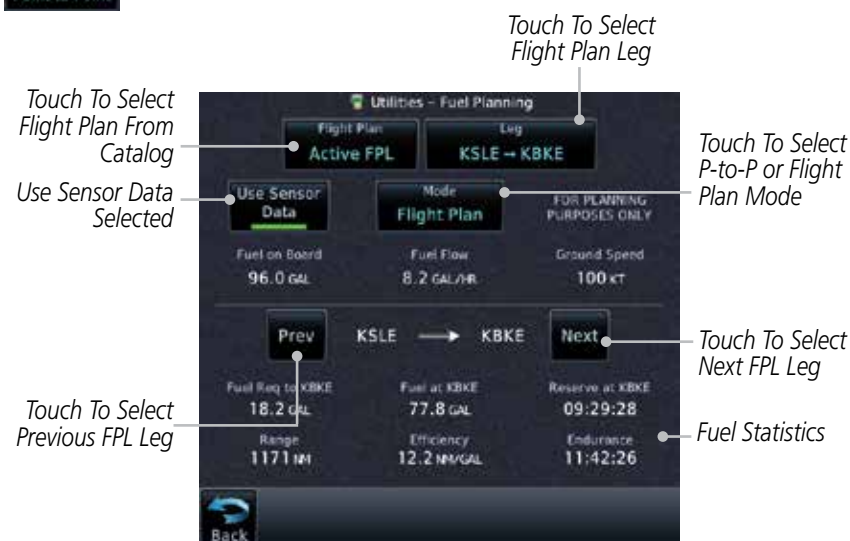 Touch To Select
Flight Plan Leg
Touch To Select
Flight Plan From
Catalog
Use Sensor Data
Selected
Touch To Select
P-to-P or Flight
Plan Mode
Touch To Select
Next FPL Leg
Touch To Select
Previous FPL Leg
Fuel Statistics
Utilities – Fuel Planning
Flight Plan
Active FPL
Leg
KSLE → KBKE
Use Sensor
Data
Mode
Flight Plan
FOR PLANNING
PURPOSES ONLY
Fuel on Board
96.0 GAL
Fuel Flow
8.2 GAL/HR
Ground Speed
100 KT
Prev
KSLE → KBKE
Next
Fuel Req to KBKE
18.2 GAL
Fuel at KBKE
77.8 GAL
Reserve at KBKE
09:29:28
Range
1171 NM
Efficiency
12.2 NM/GAL
Endurance
11:42:26
Back